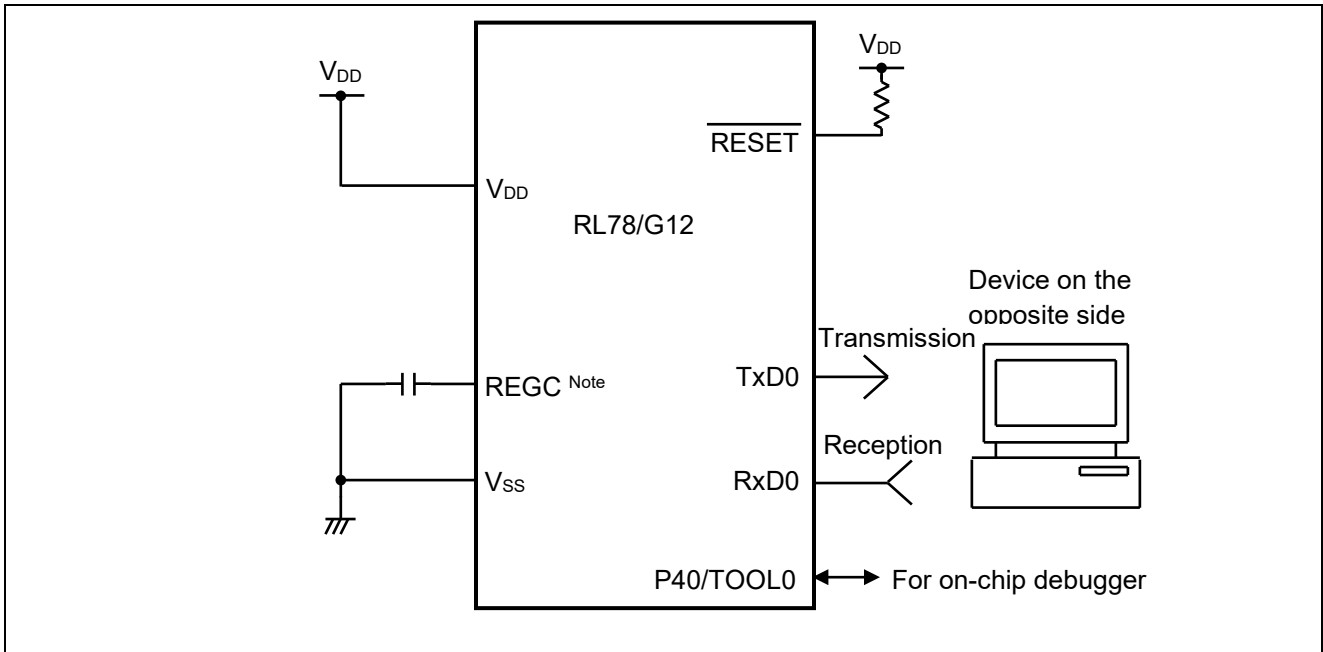 VDD
VDD
RESET
VDD
RL78/G12
Device on the
opposite side
Transmission
TxD0
REGC Note
Reception
RxD0
VSS
P40/TOOL0
For on-chip debugger